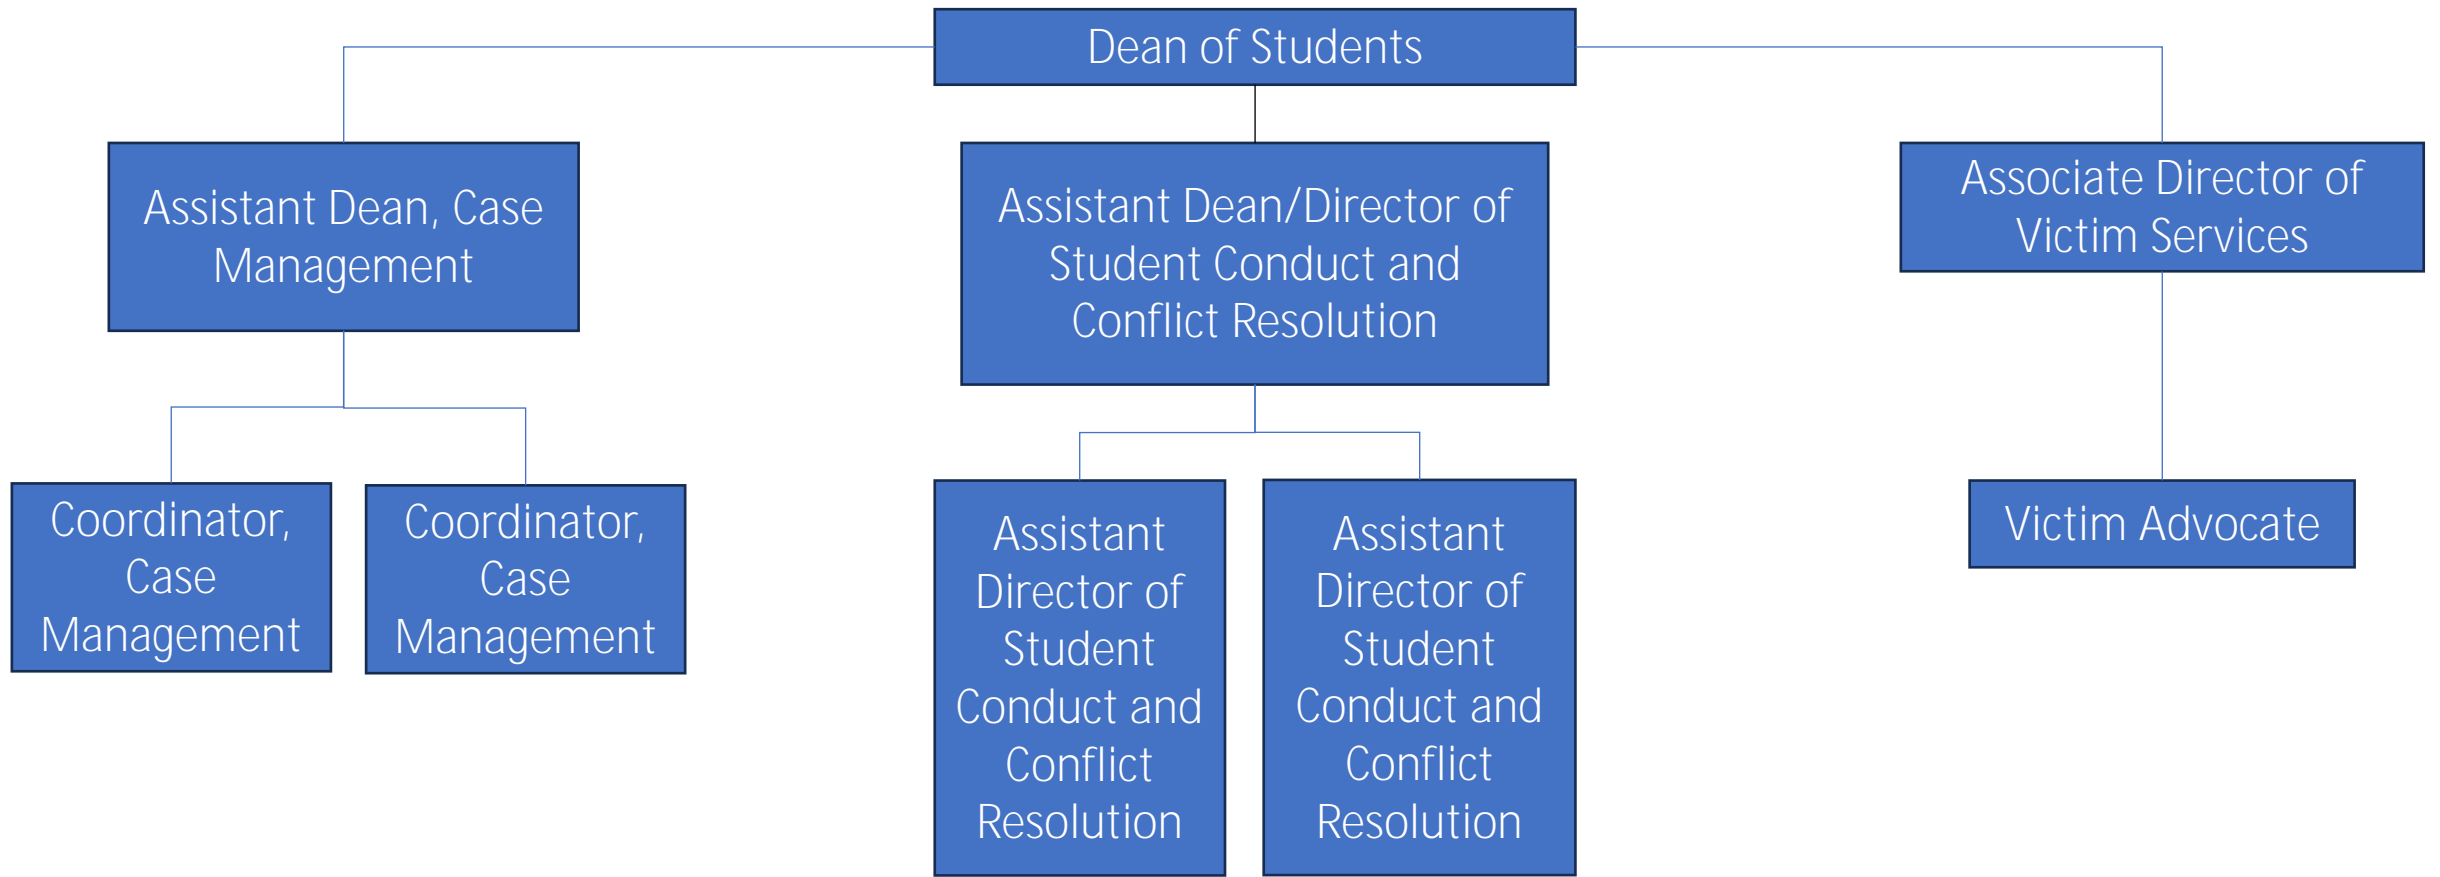 Dean of Students
Assistant Dean, Case
Management
Assistant Dean/Director of
Student Conduct and
Conflict Resolution
Associate Director of
Victim Services
Coordinator,
Case
Management
Coordinator,
Case
Management
Assistant
Director of
Student
Conduct and
Conflict
Resolution
Assistant
Director of
Student
Conduct and
Conflict
Resolution
Victim Advocate